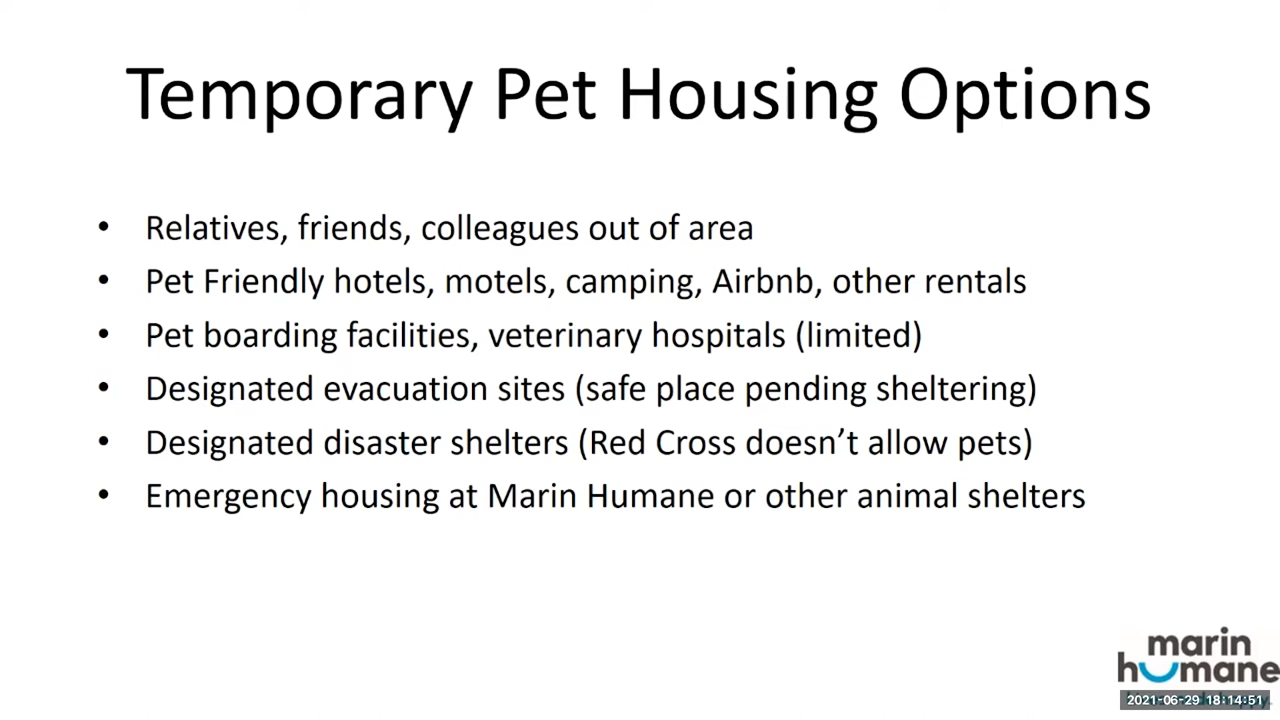 Temporary Pet Housing Options
• Relatives, friends, colleagues out of area
• Pet Friendly hotels, motels, camping, Airbnb, other rentals
• Pet boarding facilities, veterinary hospitals (limited)
• Designated evacuation sites (safe place pending sheltering)
• Designated disaster shelters (Red Cross doesn’t allow pets)
• Emergency housing at Marin Humane or other animal shelters
marin
humane
2021-06-29 18:14:51